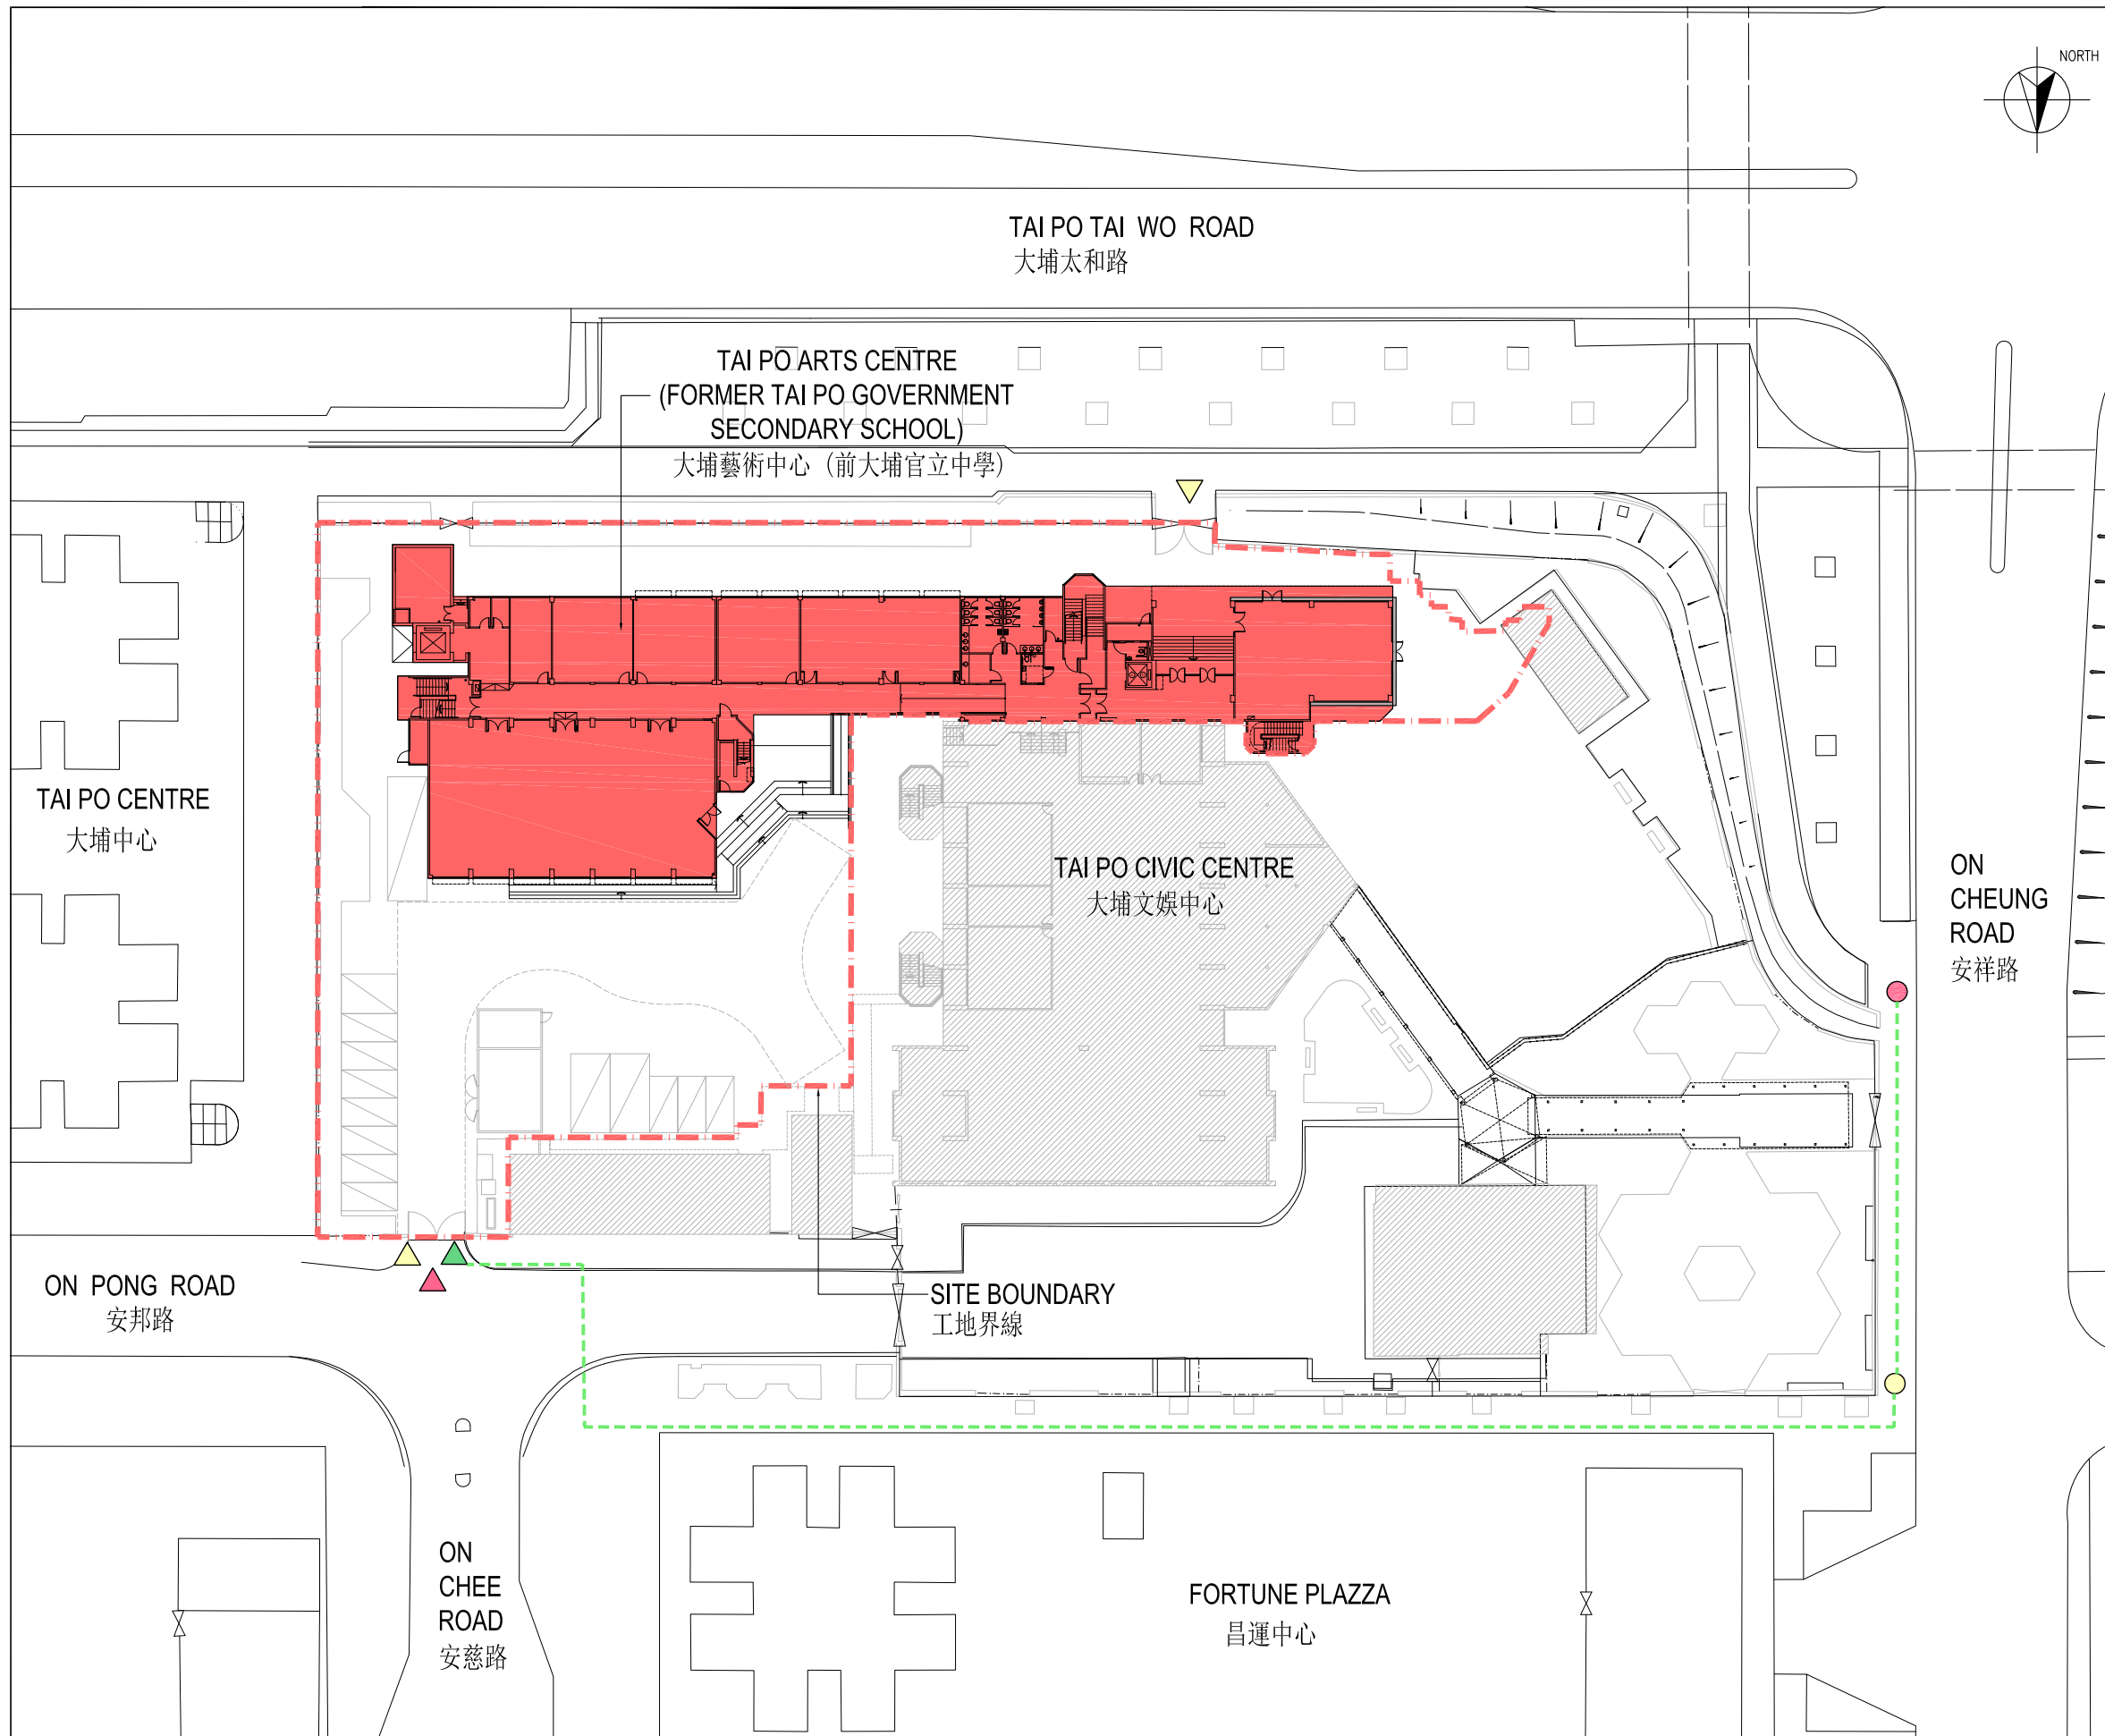 NORTH
TAI PO TAI WO ROAD
大埔太和路
TAI PO ARTS CENTRE
(FORMER TAI PO GOVERNMENT
SECONDARY SCHOOL)
大埔藝術中心 (前大埔官立中學)
TAI PO CENTRE
大埔中心
TAI PO CIVIC CENTRE
大埔文娛中心
ON
CHEUNG
ROAD
安祥路
ON PONG ROAD
安邦路
SITE BOUNDARY
工地界線
ON
CHEE
ROAD
安慈路
FORTUNE PLAZZA
昌運中心